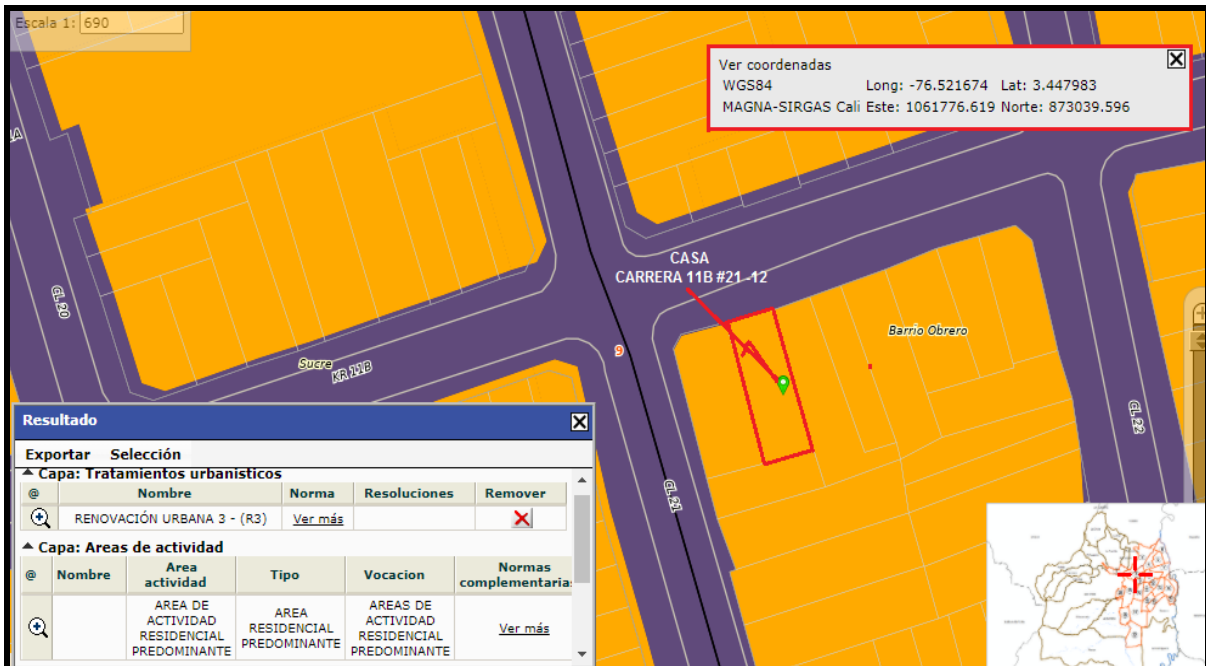 Escala 1: 690
Ver coordenadas
WGS84 Long: -76.521674 Lat: 3.447983
MAGNA-SIRGAS Cali Este: 1061776.619 Norte: 873039.596
CASA
CARRERA 11B #21 -12
CL 20
Barrio Obrero
9
Sucre
KR 11B
CL 22
CL 21
Resultado
Exportar Selección
Capa: Tratamientos urbanisticos
@ Nombre Norma Resoluciones Remover
RENOVACIÓN URBANA 3 - (R3) Ver más
Capa: Areas de actividad
@ Nombre Area actividad Tipo Vocacion Normas complementarias
AREA DE ACTIVIDAD RESIDENCIAL PREDOMINANTE AREA RESIDENCIAL PREDOMINANTE AREAS DE ACTIVIDAD RESIDENCIAL PREDOMINANTE Ver más